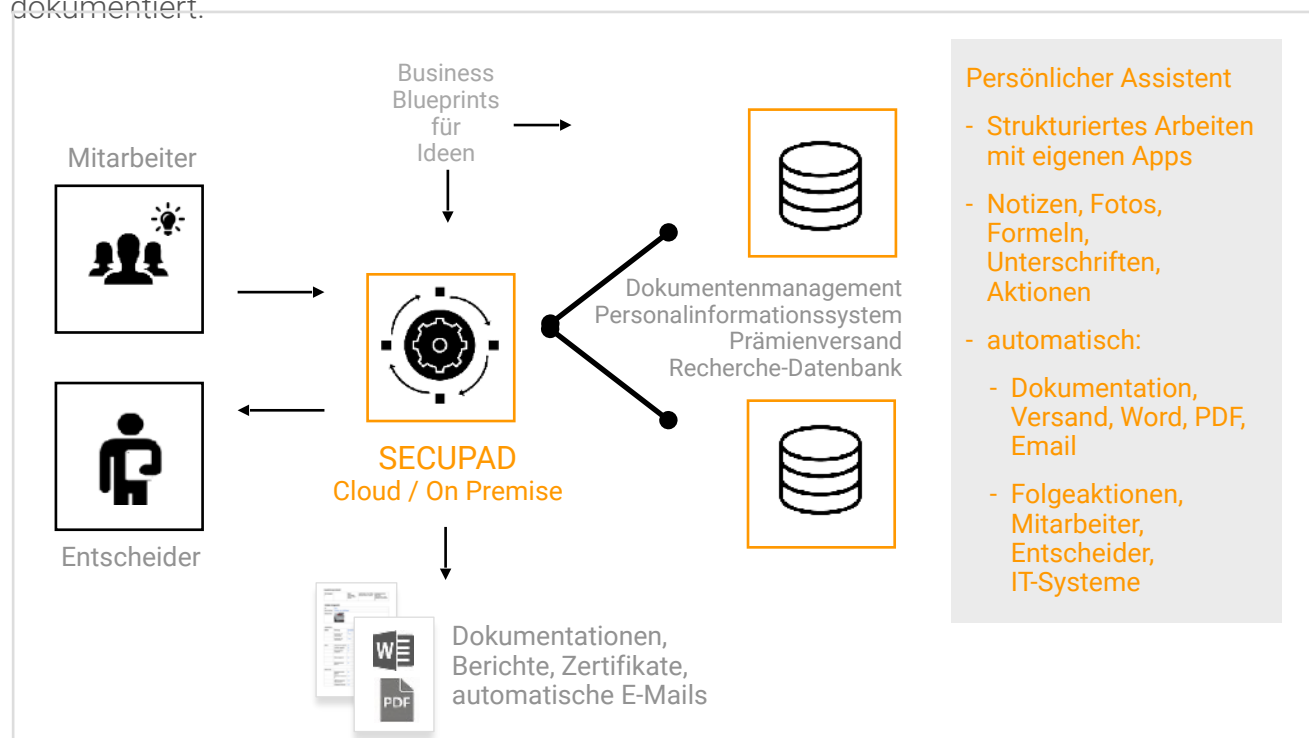 dokumentiert.
Business
Blueprints
für
Ideen
Mitarbeiter
Entscheider
SECUPAD
Cloud / On Premise
Dokumentenmanagement
Personalinformationssystem
Prämienversand
Recherche-Datenbank
W
PDF
Dokumentationen,
Berichte, Zertifikate,
automatische E-Mails
Persönlicher Assistent
- Strukturiertes Arbeiten
mit eigenen Apps
- Notizen, Fotos,
Formeln,
Unterschriften,
Aktionen
- automatisch:
- Dokumentation,
Versand, Word, PDF,
Email
- Folgeaktionen,
Mitarbeiter,
Entscheider,
IT-Systeme